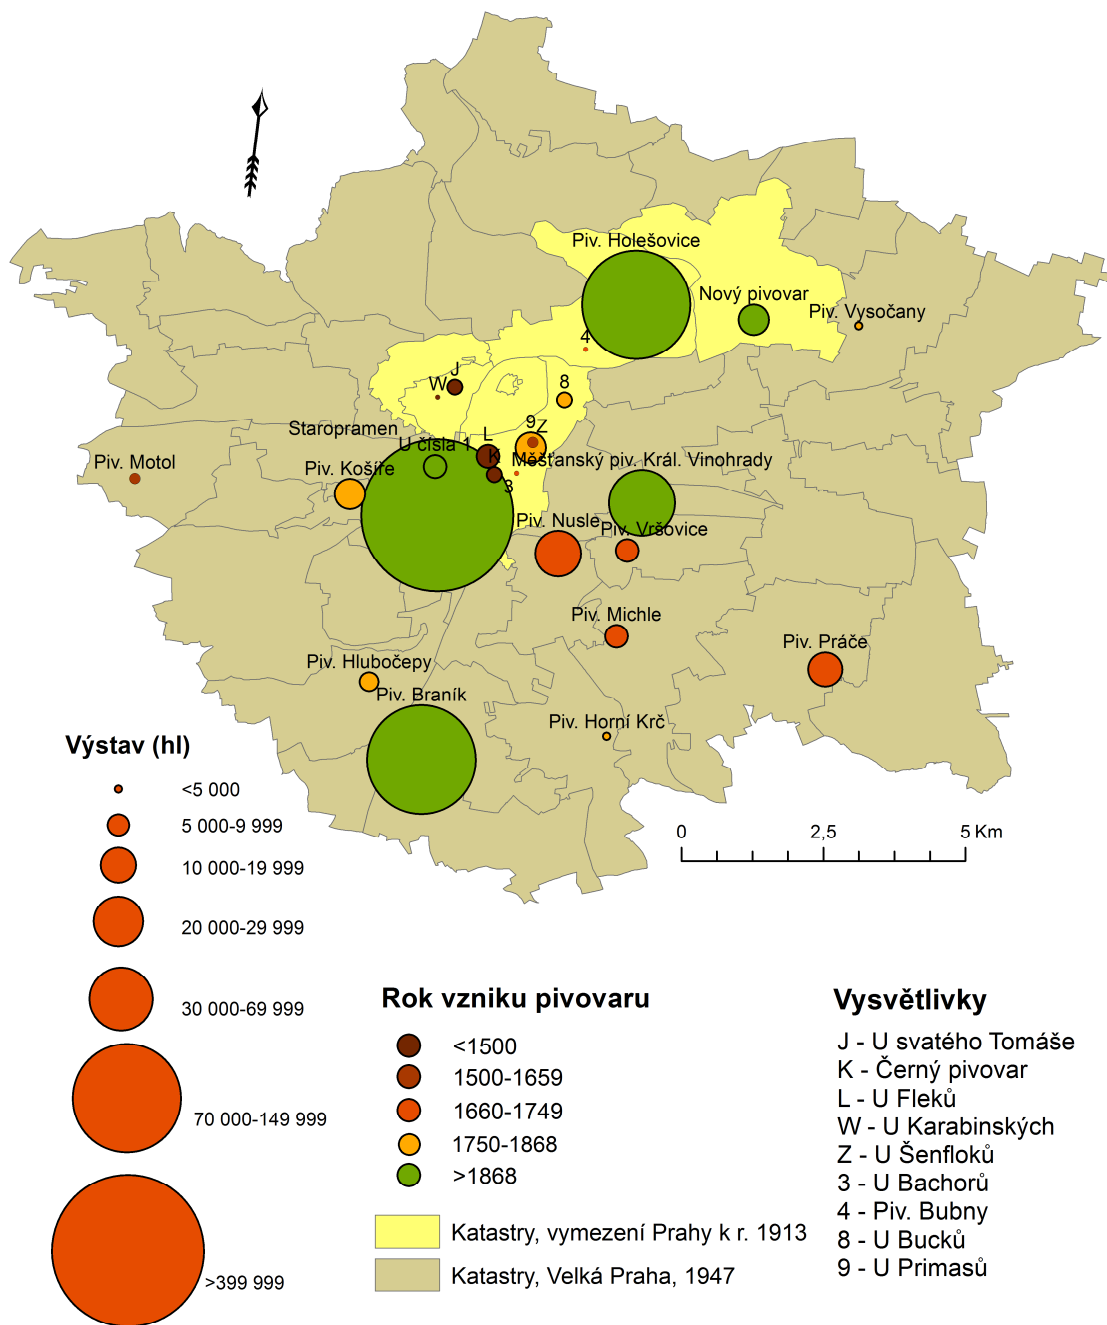 Piv. Holešovice
Nový pivovar
Piv. Vysočany
4
J
W
8
9
Z
Staropramen
U čísla 1
L
K
Měšťanský piv. Král. Vinohrady
Piv. Motol
Piv. Košíře
3
Piv. Nusle
Piv. Vršovice
Piv. Michle
Piv. Práče
Piv. Hlubočepy
Piv. Braník
Piv. Horní Krč
0 2,5 5 Km
Výstav (hl)
<5 000
5 000-9 999
10 000-19 999
20 000-29 999
30 000-69 999
70 000-149 999
>399 999
Rok vzniku pivovaru
<1500
1500-1659
1660-1749
1750-1868
>1868
Katastry, vymezení Prahy k r. 1913
Katastry, Velká Praha, 1947
Vysvětlivky
J - U svatého Tomáše
K - Černý pivovar
L - U Fleků
W - U Karabinských
Z - U Šenfloků
3 - U Bachorů
4 - Piv. Bubny
8 - U Bucků
9 - U Primasů